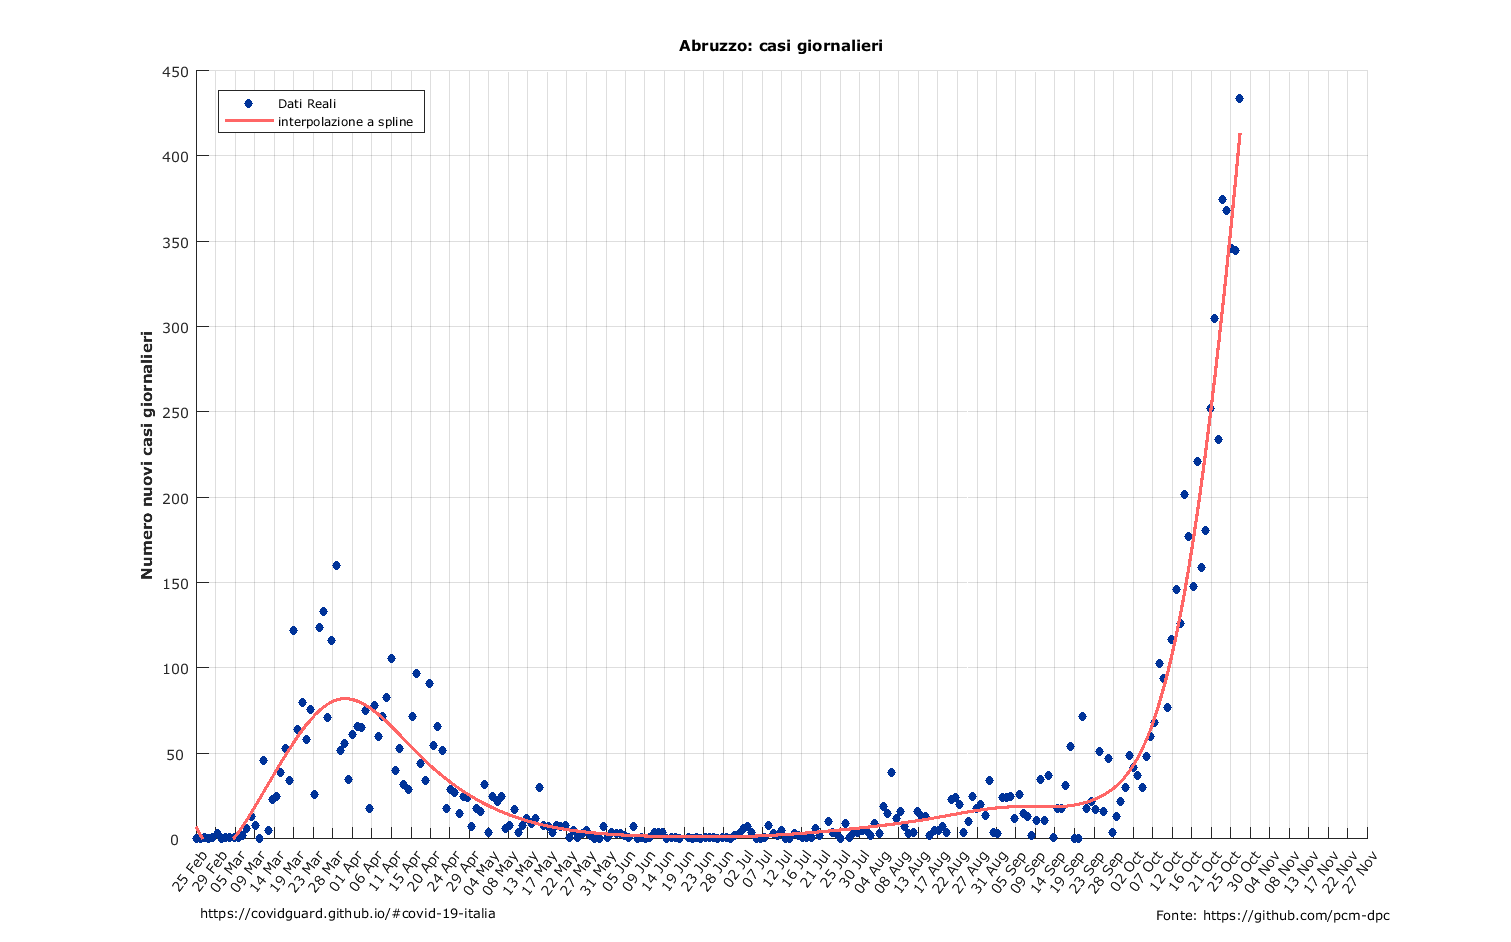 Abruzzo: casi giornalieri
450
400
350
300
250
200
150
100
50
0
Numero nuovi casi giornalieri
Dati Reali
interpolazione a spline
25 Feb
29 Feb
05 Mar
09 Mar
14 Mar
19 Mar
23 Mar
28 Mar
01 Apr
06 Apr
11 Apr
15 Apr
20 Apr
24 Apr
29 Apr
04 May
08 May
13 May
17 May
22 May
27 May
31 May
05 Jun
09 Jun
14 Jun
19 Jun
23 Jun
28 Jun
02 Jul
07 Jul
12 Jul
16 Jul
21 Jul
25 Jul
30 Jul
04 Aug
08 Aug
13 Aug
17 Aug
22 Aug
27 Aug
31 Aug
05 Sep
09 Sep
14 Sep
19 Sep
23 Sep
28 Sep
02 Oct
07 Oct
12 Oct
16 Oct
21 Oct
25 Oct
30 Oct
04 Nov
08 Nov
13 Nov
17 Nov
22 Nov
27 Nov
https://covidguard.github.io/#covid-19-italia
Fonte: https://github.com/pcm-dpc